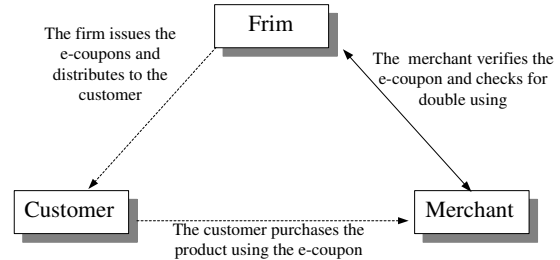 Frim
The firm issues the
e-coupons and
distributes to the
customer
The merchant verifies the
e-coupon and checks for
double using
Customer
Merchant
The customer purchases the
product using the e-coupon